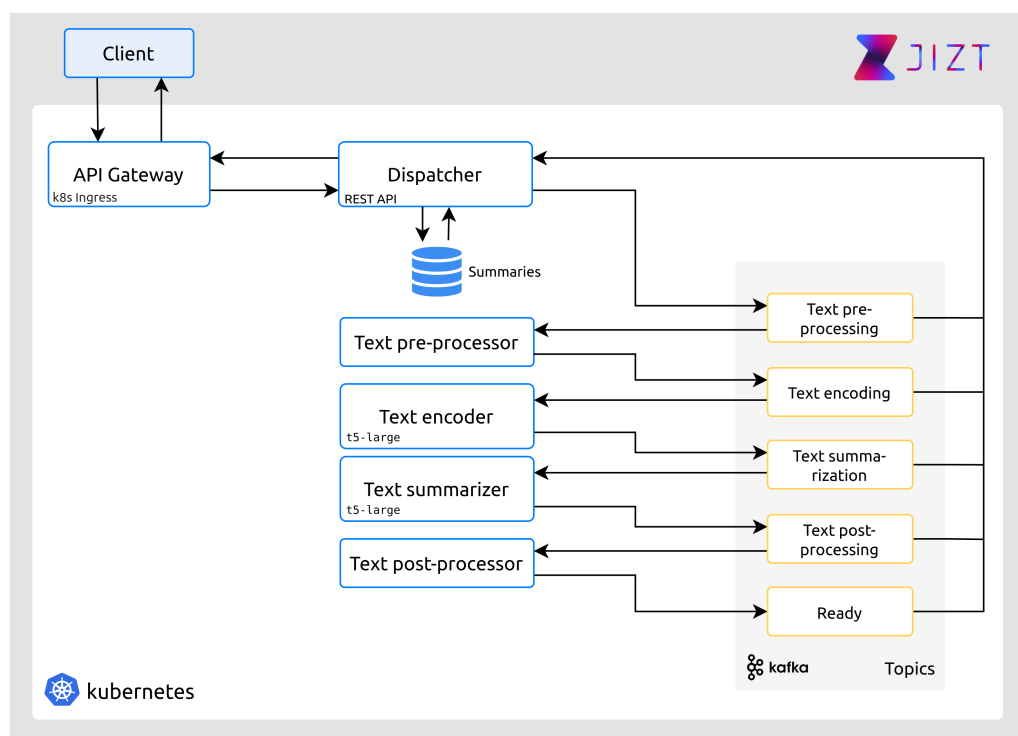 Client
JIZT
API Gateway
k8s Ingress
Dispatcher
REST API
Summaries
Text pre-processor
Text encoder
t5-large
Text summarizer
t5-large
Text post-processor
Text pre-
processing
Text encoding
Text summa-
rization
Text post-
processing
Ready
kafka
Topics
kubernetes